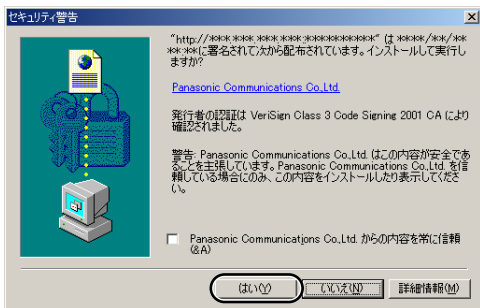 セキュリティ警告
"http://***.***.***.***:***********" は ****/**/**
**:**に署名されて次から配布されています。インストールして実行し
ますか?
Panasonic Communications Co.,Ltd.
発行者の認証は VeriSign Class 3 Code Signing 2001 CA により
確認されました。
警告: Panasonic Communications Co.,Ltd. はこの内容が安全であ
ることを主張しています。Panasonic Communications Co.,Ltd. を信
頼している場合にのみ、この内容をインストールしたり表示してくださ
い。
Panasonic Communications Co.,Ltd. からの内容を常に信頼
(&A)
はい(Y)
いいえ(N)
詳細情報(M)